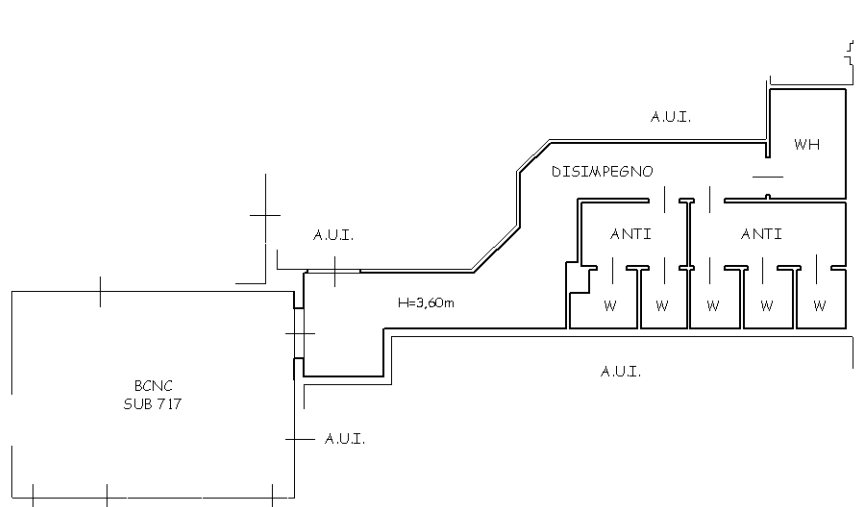 A.U.I.
WH
DISIMPEGNO
A.U.I.
ANTI
ANTI
H=3,60m
W
W
W
W
W
A.U.I.
BCNC
SUB 717
A.U.I.